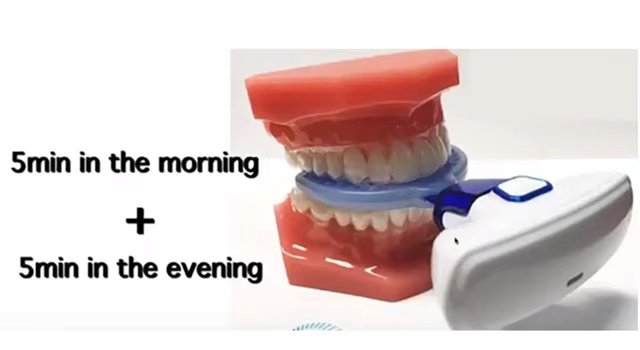 5min in the morning
+
5min in the evening